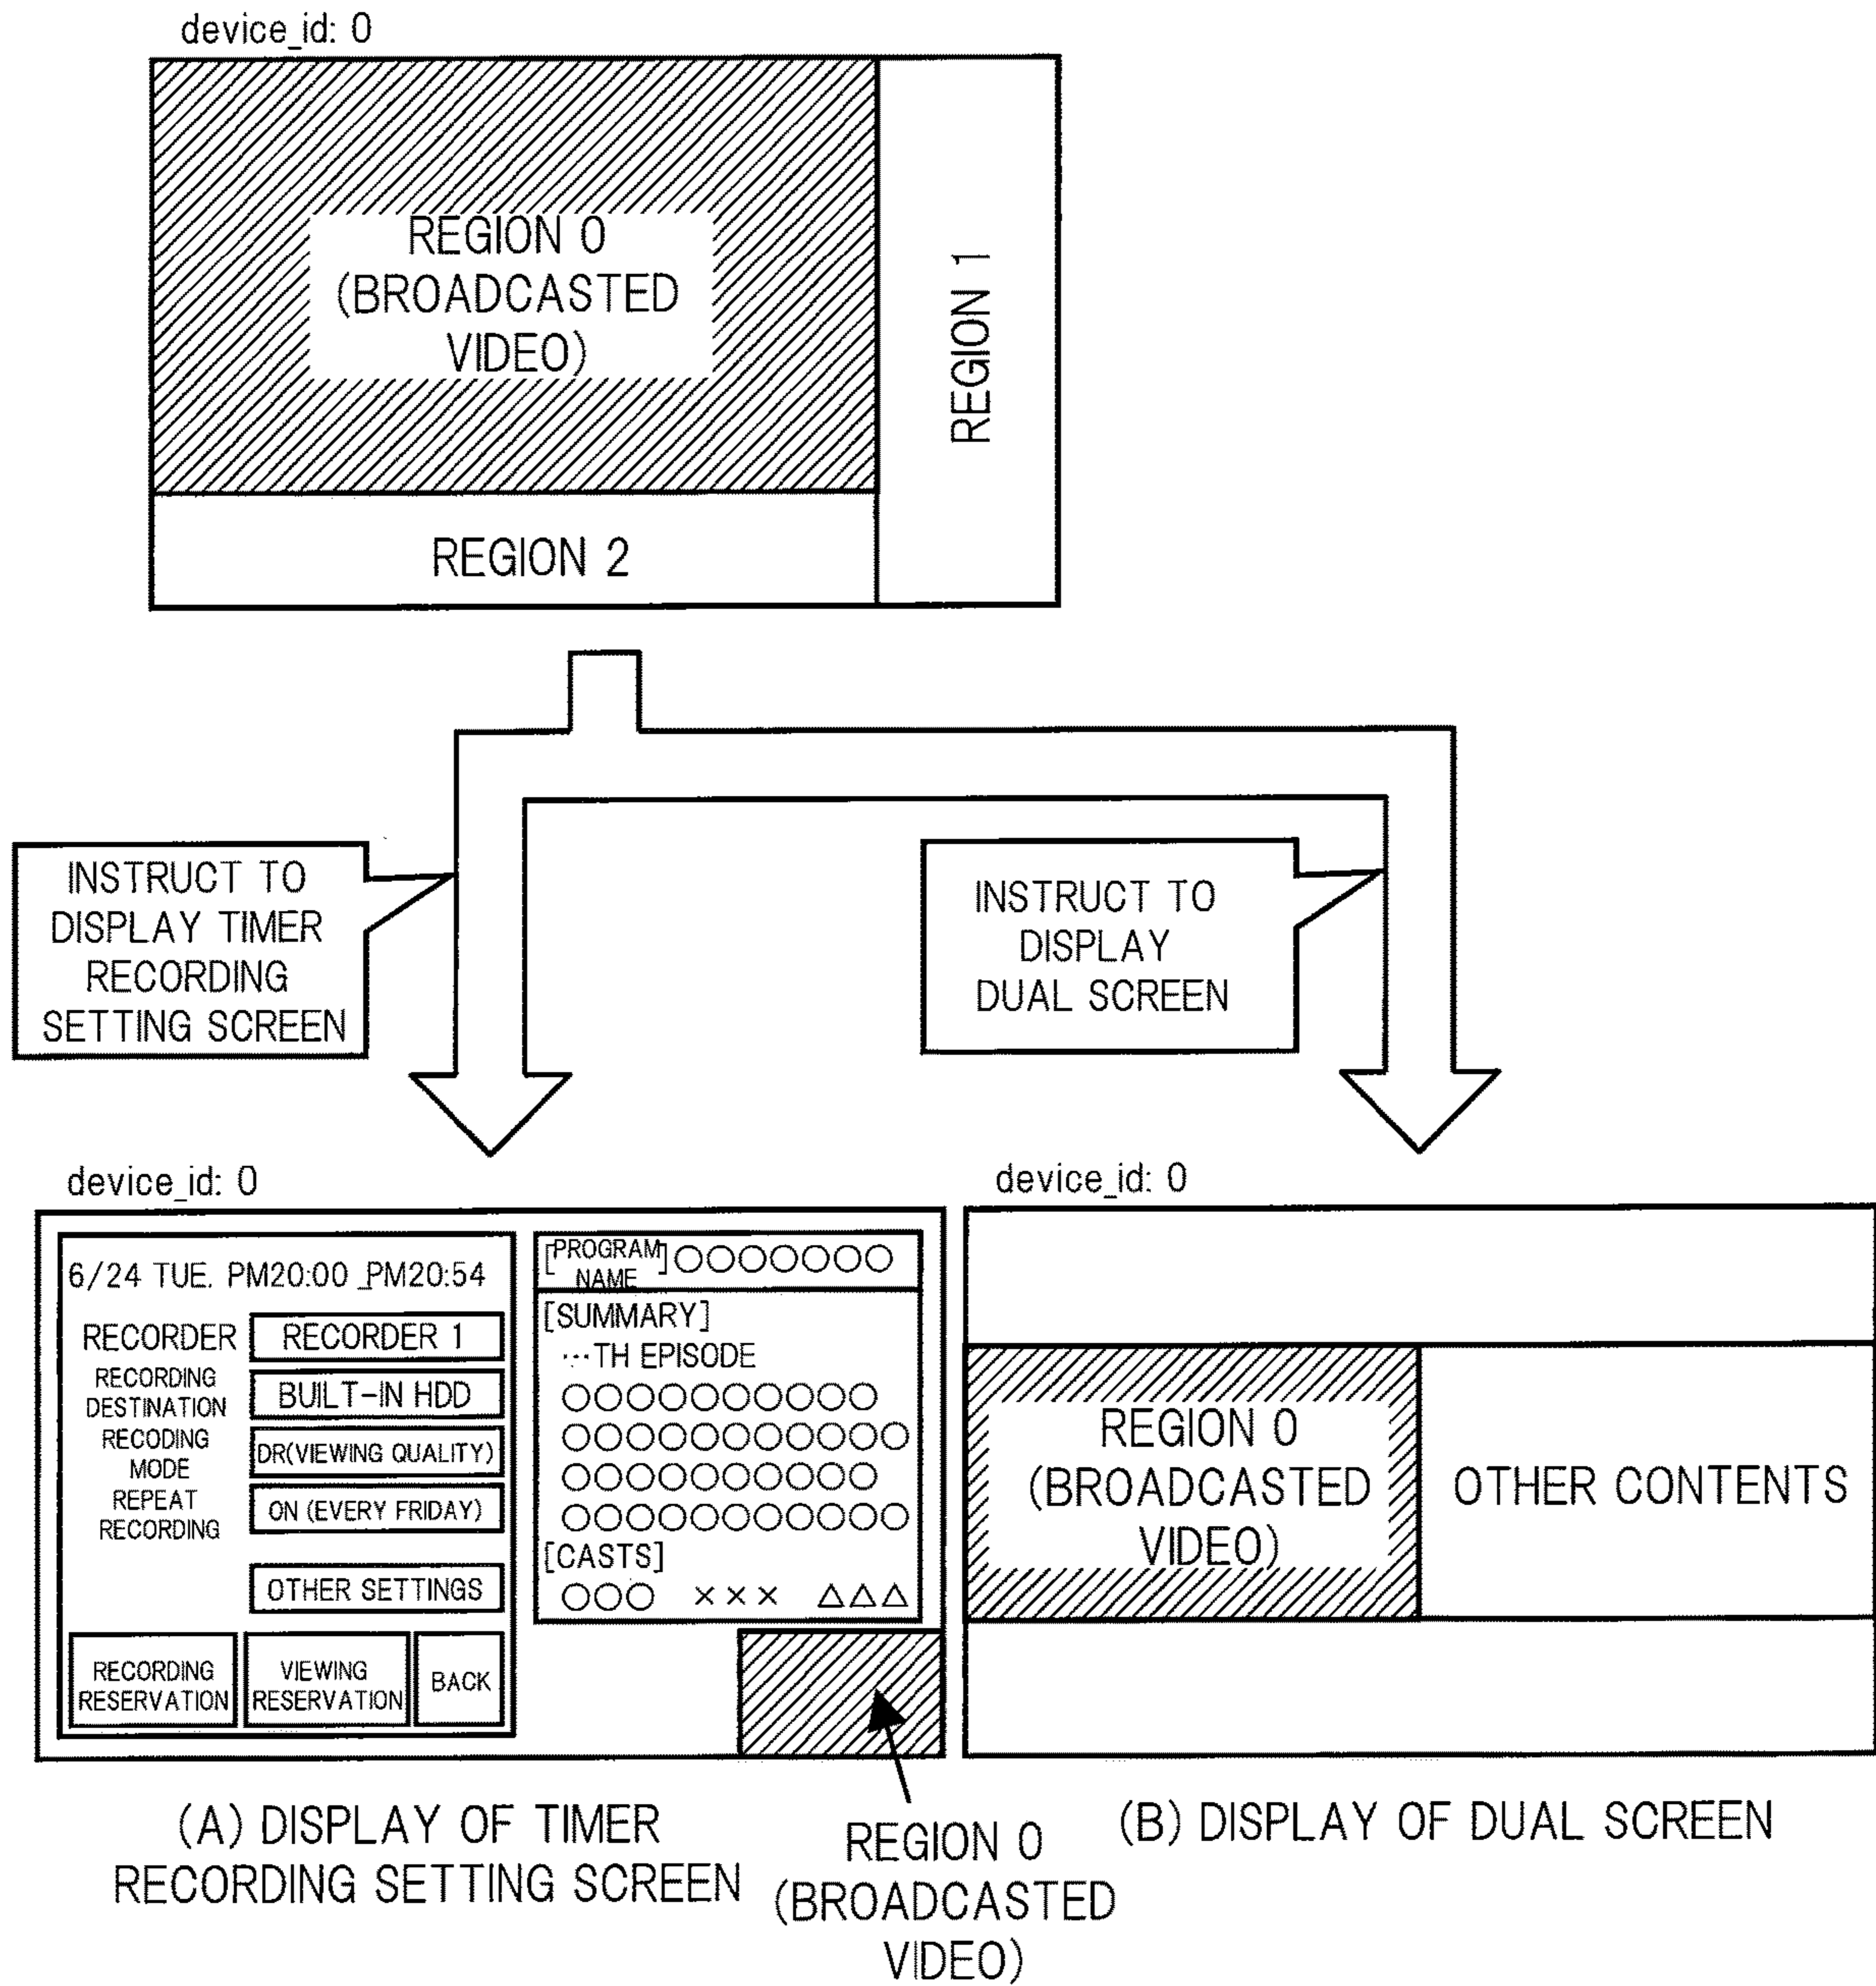 device_id: 0
REGION 0
(BROADCASTED
VIDEO)
REGION 1
REGION 2
INSTRUCT TO
DISPLAY TIMER
RECORDING
SETTING SCREEN
INSTRUCT TO
DISPLAY
DUAL SCREEN
device_id: 0
6/24 TUE. PM20:00 _PM20:54
RECORDER RECORDER 1
RECORDING
DESTINATION
BUILT-IN HDD
RECODING
MODE
DR(VIEWING QUALITY)
REPEAT
RECORDING
ON (EVERY FRIDAY)
OTHER SETTINGS
RECORDING
RESERVATION
VIEWING
RESERVATION
BACK
[PROGRAM
NAME] ○○○○○○○
[SUMMARY]
…TH EPISODE
○○○○○○○○○○
○○○○○○○○○○○
○○○○○○○○○○
○○○○○○○○○○○
[CASTS]
○○○ ××× △△△
device_id: 0
REGION 0
(BROADCASTED
VIDEO)
OTHER CONTENTS
(A) DISPLAY OF TIMER
RECORDING SETTING SCREEN
REGION 0
(BROADCASTED
VIDEO)
(B) DISPLAY OF DUAL SCREEN